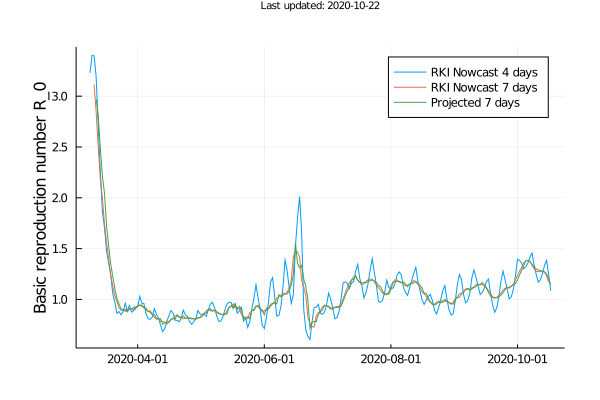 Last updated: 2020-10-22
RKI Nowcast 4 days
RKI Nowcast 7 days
Projected 7 days
Basic reproduction number R_0
3.0
2.5
2.0
1.5
1.0
2020-04-01
2020-06-01
2020-08-01
2020-10-01